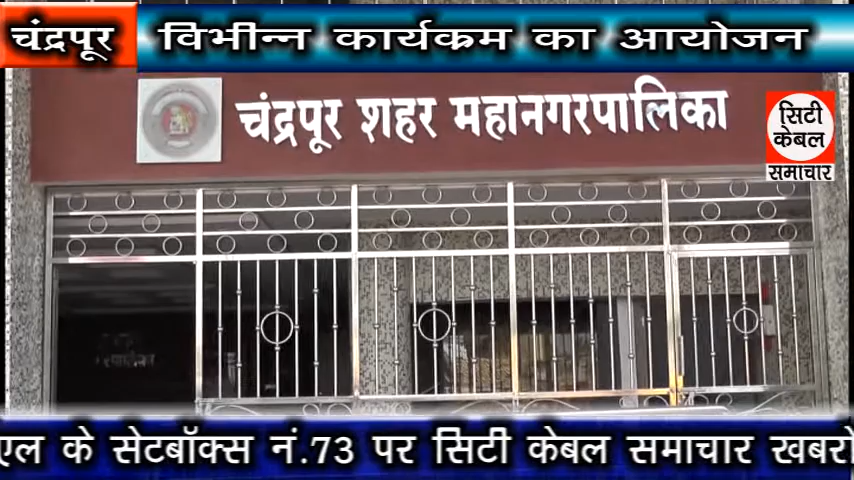 चंद्रपूर
विभीन्न कार्यक्रम का आयोजन
चंद्रपूर शहर महानगरपालिका
सिटी
केबल
समाचार
एल के सेटबॉक्स नं.73 पर सिटी केबल समाचार खबरो